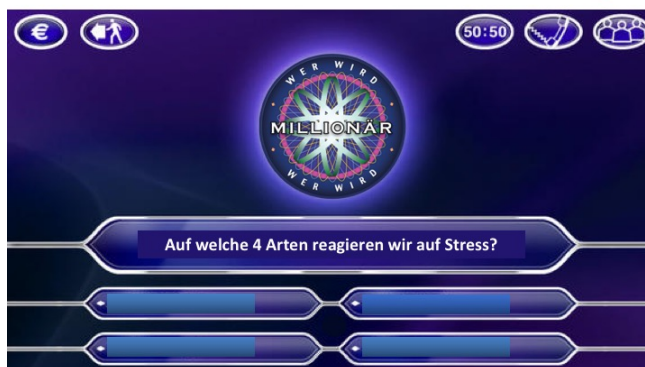 €
50:50
WER WIRD
MILLIONÄR
WER WIRD
Auf welche 4 Arten reagieren wir auf Stress?